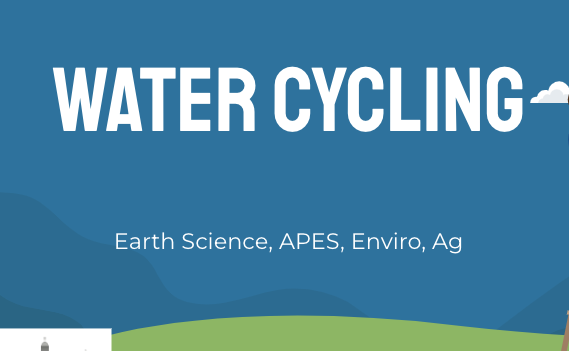 WATER CYCLING
Earth Science, APES, Enviro, Ag